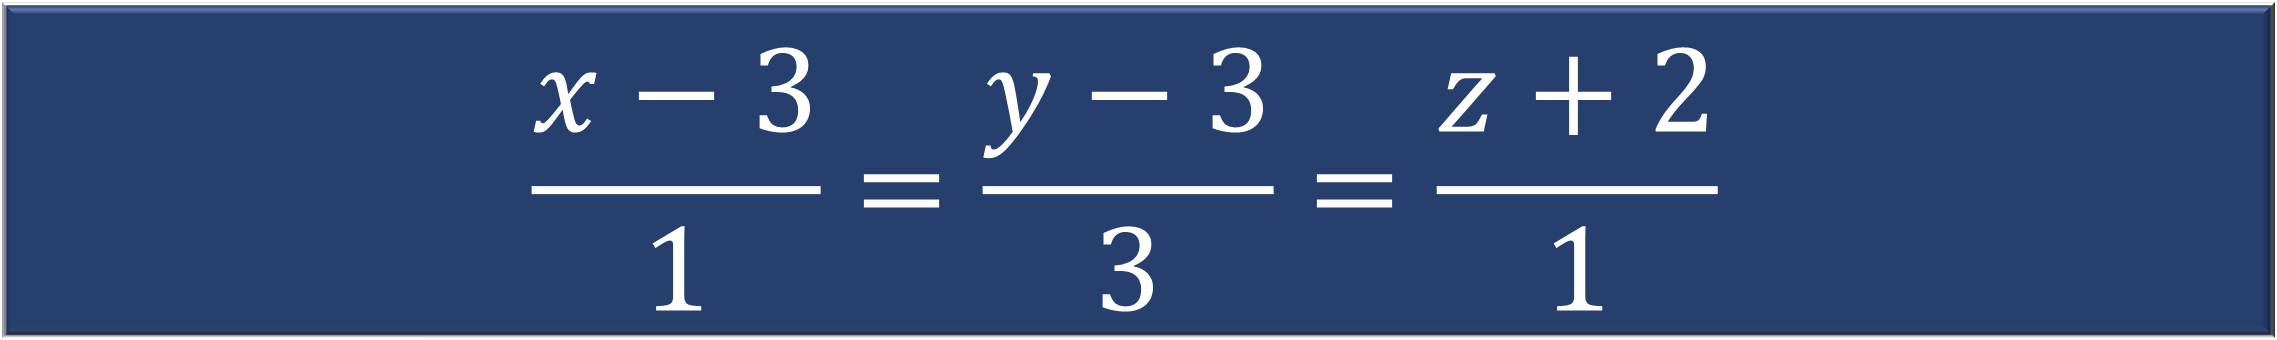 (x − 3)/1 = (y − 3)/3 = (z + 2)/1